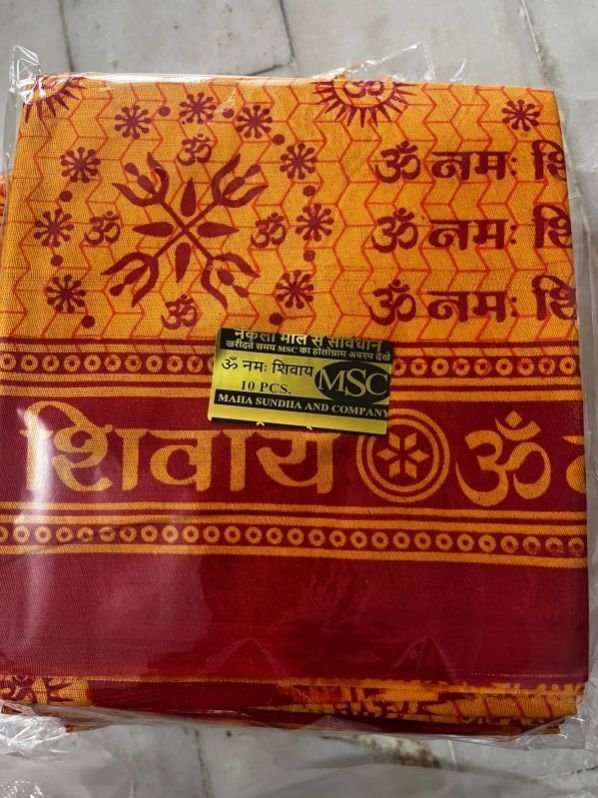 ॐ
ॐ
ॐ
ॐ
ॐ नमः शि
ॐ नमः शि
ॐ नमः शि
नकली माल से सावधान
खरीदते समय MSC का होलोग्राम अवश्य देखे
ॐ नमः शिवाय
10 PCS.
MSC
MAHA SUNDHA AND COMPANY
शिवाय ॐ